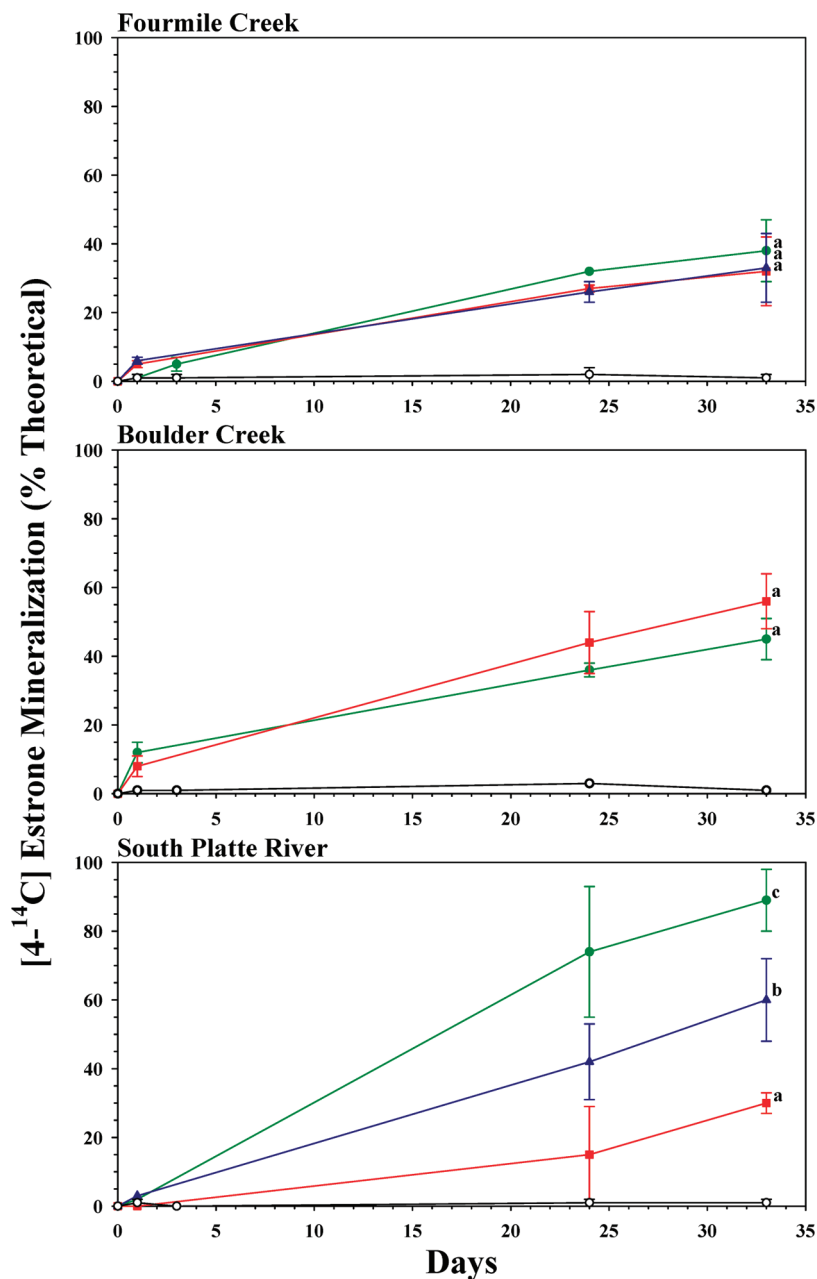 [4-¹⁴C] Estrone Mineralization (% Theoretical)
Fourmile Creek
100
80
60
40
20
0
a
a
a
0 5 10 15 20 25 30 35
Boulder Creek
100
80
60
40
20
0
a
a
0 5 10 15 20 25 30 35
South Platte River
100
80
60
40
20
0
c
b
a
0 5 10 15 20 25 30 35
Days